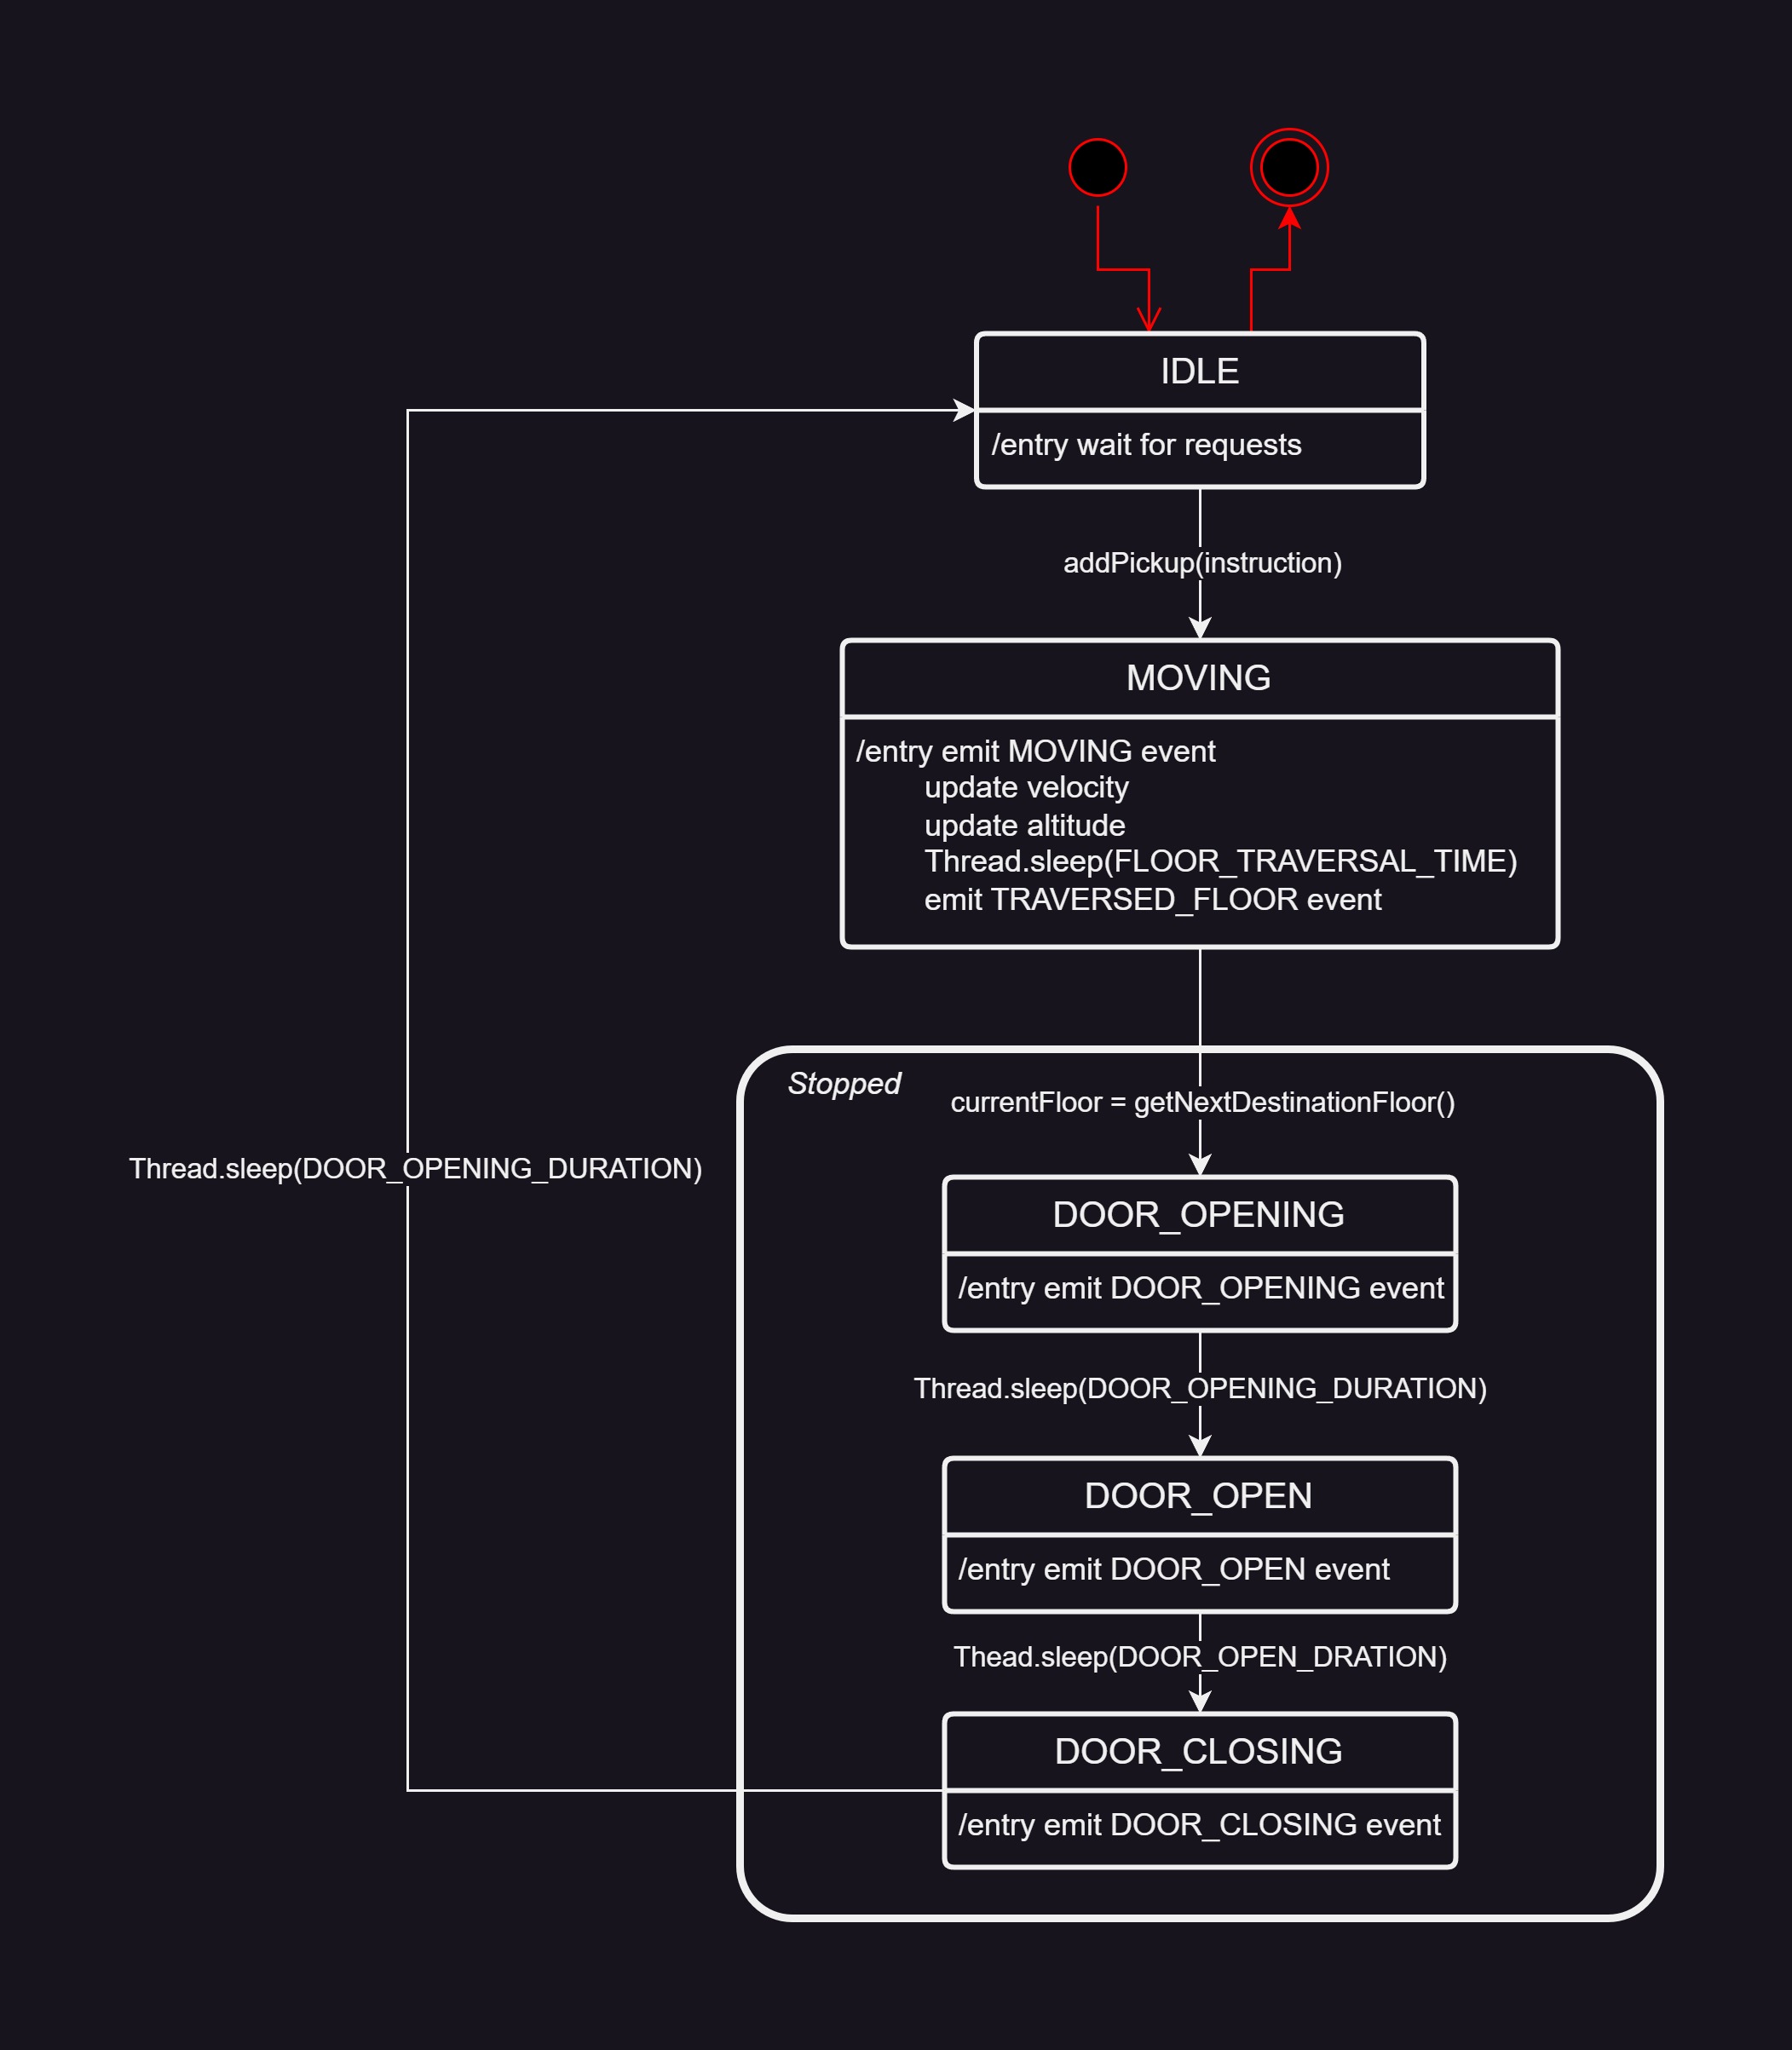 IDLE
/entry wait for requests
addPickup(instruction)
MOVING
/entry emit MOVING event
update velocity
update altitude
Thread.sleep(FLOOR_TRAVERSAL_TIME)
emit TRAVERSED_FLOOR event
Stopped
currentFloor = getNextDestinationFloor()
Thread.sleep(DOOR_OPENING_DURATION)
DOOR_OPENING
/entry emit DOOR_OPENING event
Thread.sleep(DOOR_OPENING_DURATION)
DOOR_OPEN
/entry emit DOOR_OPEN event
Thead.sleep(DOOR_OPEN_DRATION)
DOOR_CLOSING
/entry emit DOOR_CLOSING event